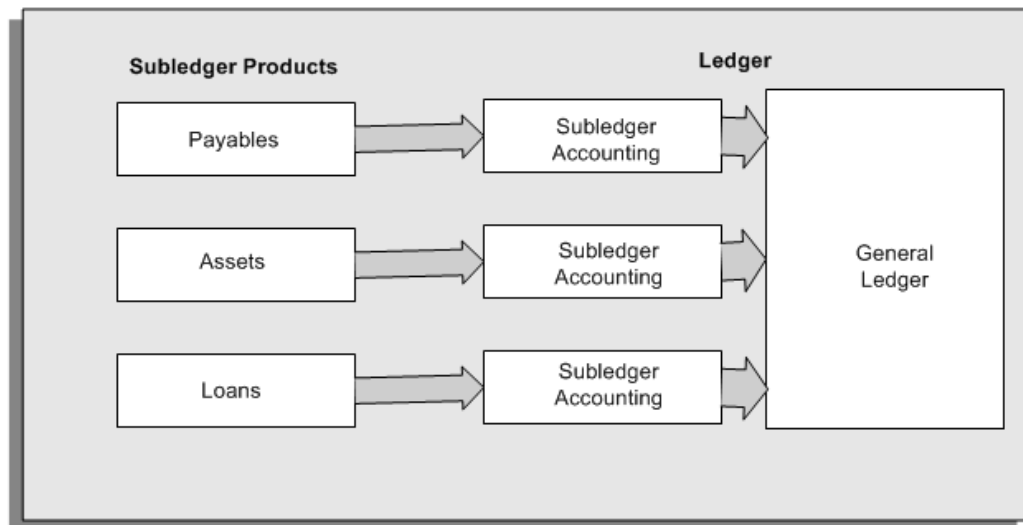 Subledger Products
Ledger
Payables
Subledger
Accounting
Assets
Subledger
Accounting
General
Ledger
Loans
Subledger
Accounting